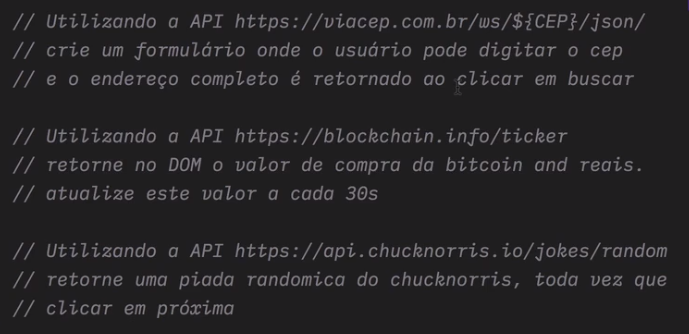 // Utilizando a API https://viacep.com.br/ws/${CEP}/json/
// crie um formulário onde o usuário pode digitar o cep
// e o endereço completo é retornado ao clicar em buscar
// Utilizando a API https://blockchain.info/ticker
// retorne no DOM o valor de compra da bitcoin and reais.
// atualize este valor a cada 30s
// Utilizando a API https://api.chucknorris.io/jokes/random
// retorne uma piada randomica do chucknorris, toda vez que
// clicar em próxima